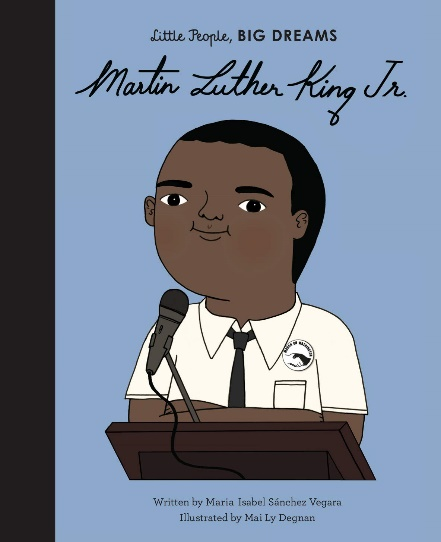 Little People, BIG DREAMS
Martin Luther King Jr.
Written by Maria Isabel Sánchez Vegara
Illustrated by Mai Ly Degnan